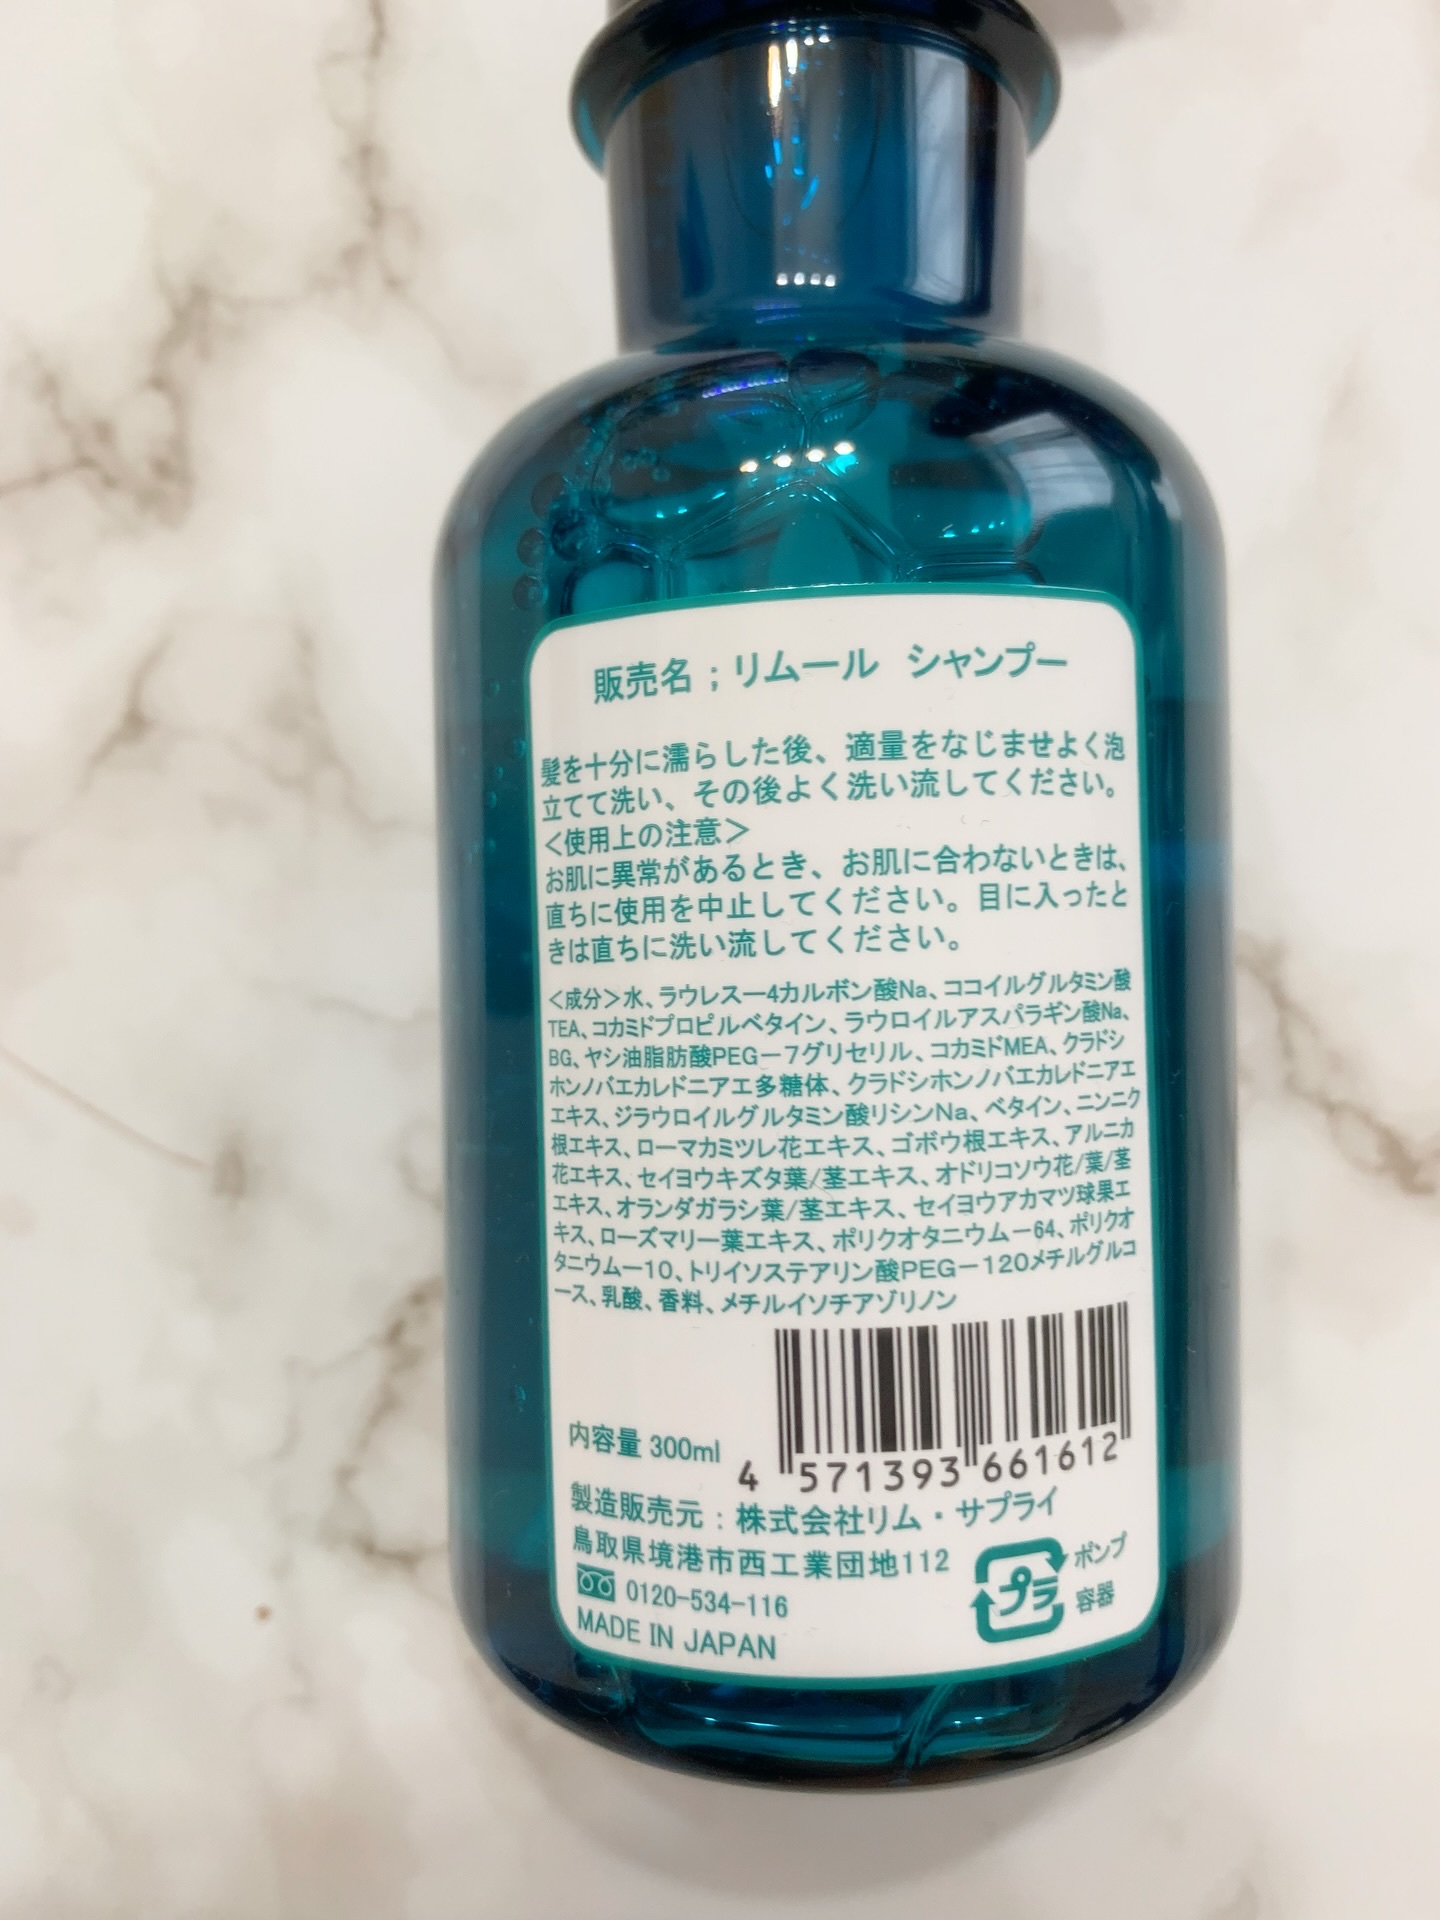 販売名；リムール シャンプー
髪を十分に濡らした後、適量をなじませよく泡
立てて洗い、その後よく洗い流してください。
＜使用上の注意＞
お肌に異常があるとき、お肌に合わないときは、
直ちに使用を中止してください。目に入ったと
きは直ちに洗い流してください。
＜成分＞水、ラウレスー4カルボン酸Na、ココイルグルタミン酸
TEA、コカミドプロピルベタイン、ラウロイルアスパラギン酸Na、
BG、ヤシ油脂肪酸PEG－7グリセリル、コカミドMEA、クラドシ
ホンノバエカレドニアエ多糖体、クラドシホンノバエカレドニアエ
エキス、ジラウロイルグルタミン酸リシンNa、ベタイン、ニンニク
根エキス、ローマカミツレ花エキス、ゴボウ根エキス、アルニカ
花エキス、セイヨウキズタ葉/茎エキス、オドリコソウ花/葉/茎
エキス、オランダガラシ葉/茎エキス、セイヨウアカマツ球果エ
キス、ローズマリー葉エキス、ポリクオタニウムー64、ポリクオ
タニウムー10、トリイソステアリン酸PEG－120メチルグルコ
ース、乳酸、香料、メチルイソチアゾリノン
内容量 300ml
4 571393 661612
製造販売元：株式会社リム・サプライ
鳥取県境港市西工業団地112
0120-534-116
MADE IN JAPAN
プラ
ポンプ
容器